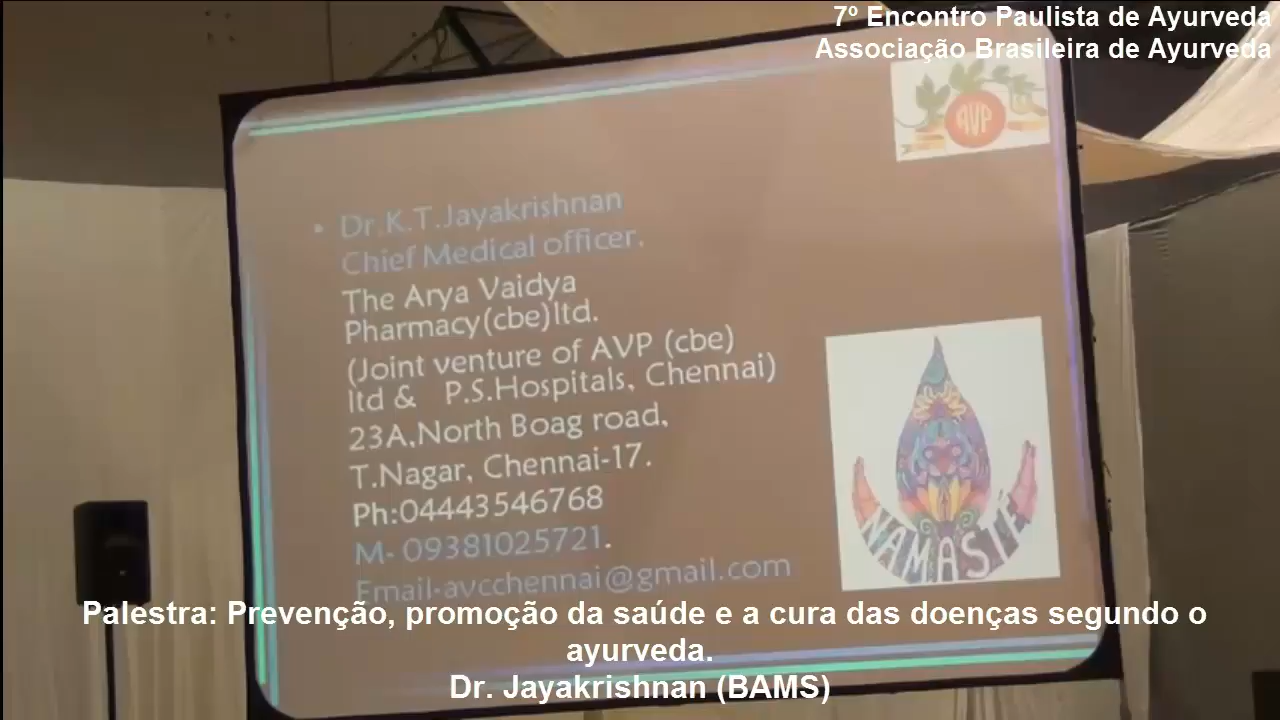 7º Encontro Paulista de Ayurveda
Associação Brasileira de Ayurveda
AVP
• Dr.K.T.Jayakrishnan
Chief Medical officer.
The Arya Vaidya
Pharmacy(cbe)ltd.
(Joint venture of AVP (cbe)
ltd & P.S.Hospitals, Chennai)
23A,North Boag road,
T.Nagar, Chennai-17.
Ph:04443546768
M- 09381025721.
Email-avcchennai@gmail.com
NAMASTÊ
Palestra: Prevenção, promoção da saúde e a cura das doenças segundo o
ayurveda.
Dr. Jayakrishnan (BAMS)